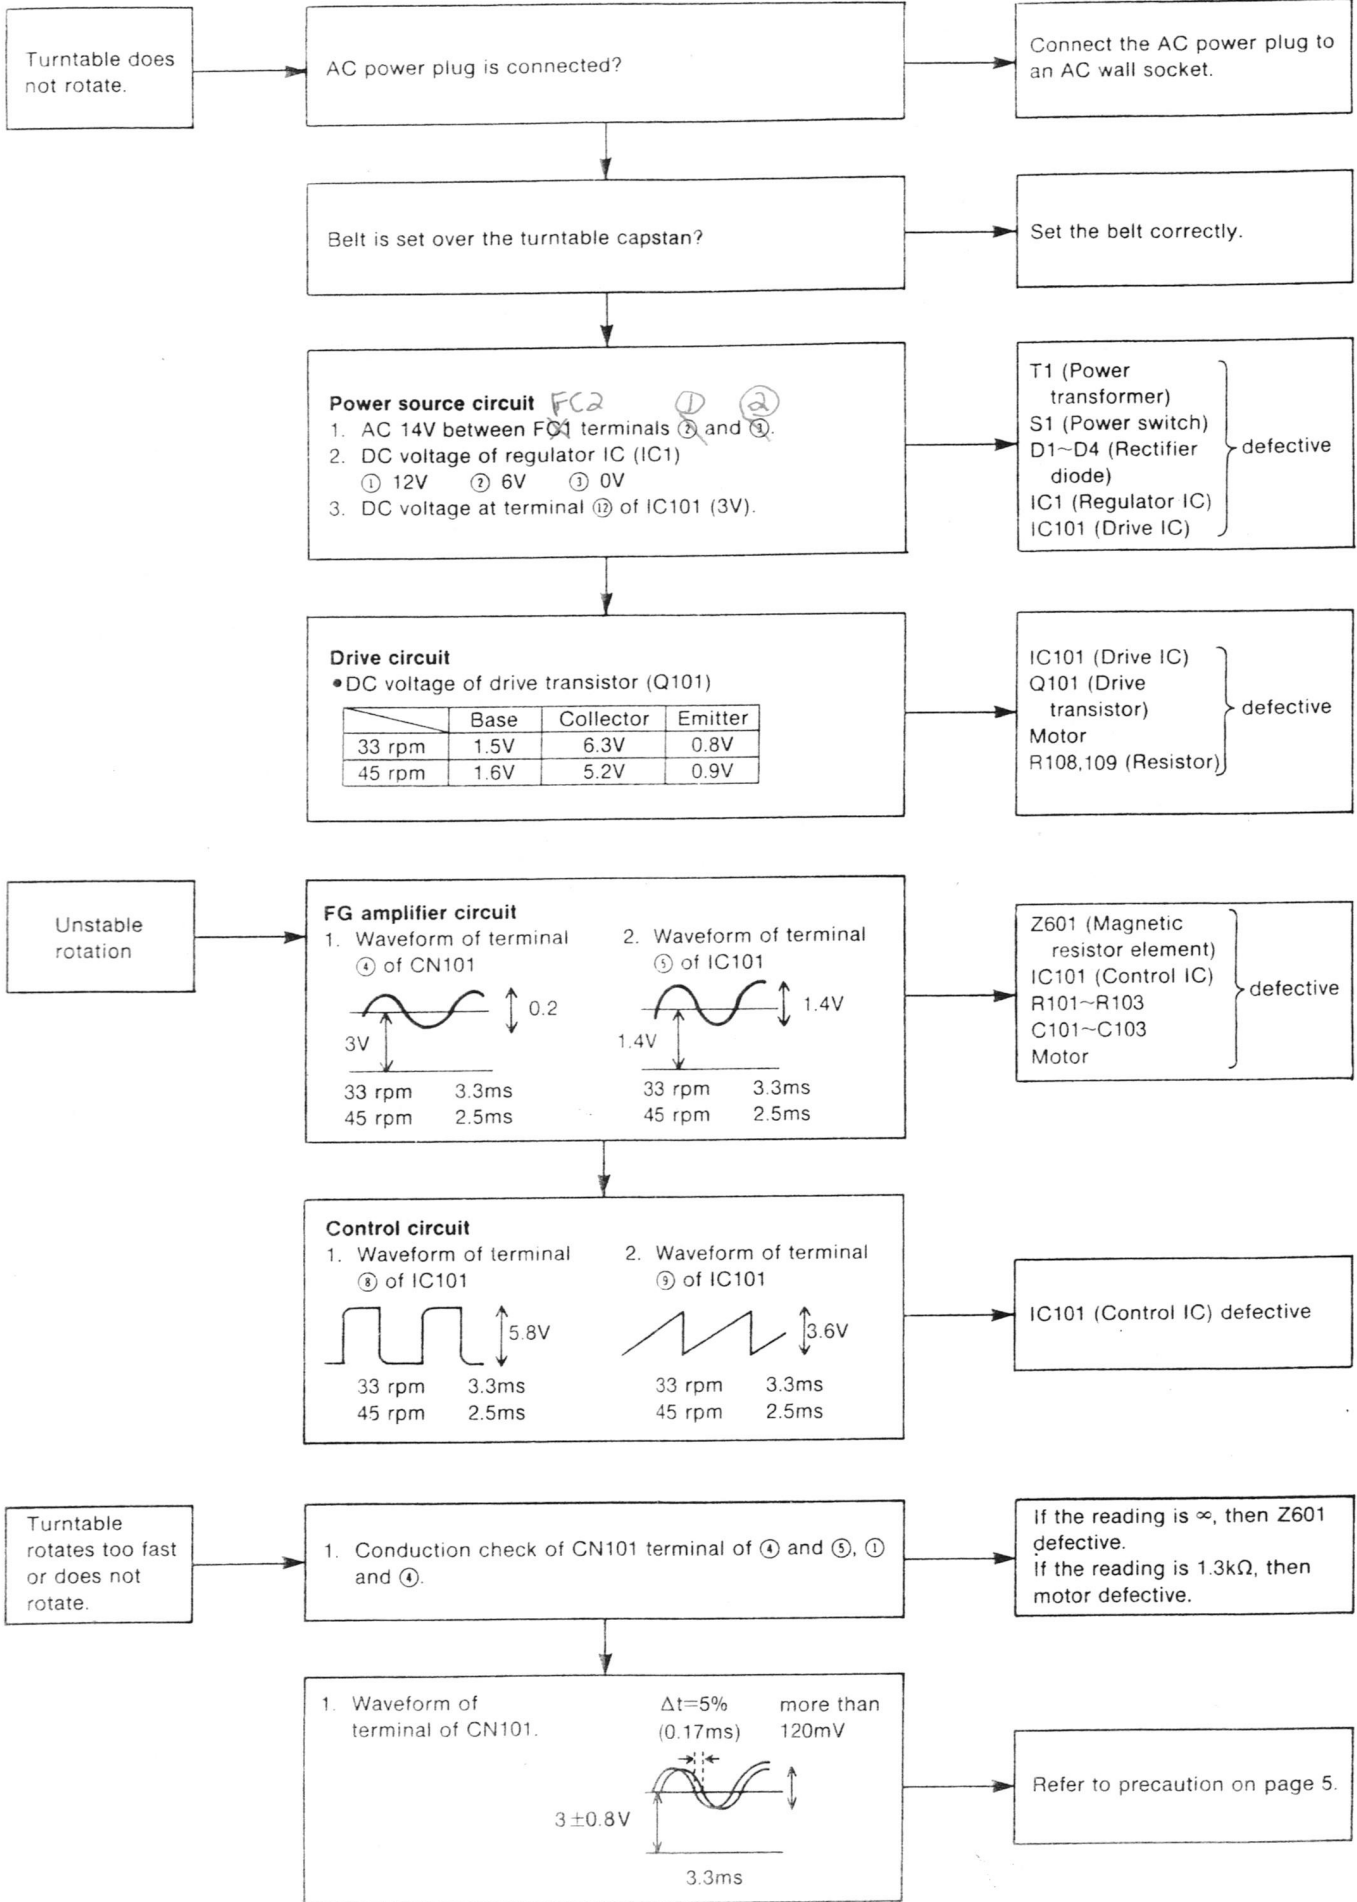 Turntable does
not rotate.
AC power plug is connected?
Connect the AC power plug to
an AC wall socket.
Belt is set over the turntable capstan?
Set the belt correctly.
Power source circuit FC2 ① ②
1. AC 14V between FC1 terminals ② and ③.
2. DC voltage of regulator IC (IC1)
① 12V ② 6V ③ 0V
3. DC voltage at terminal ⑫ of IC101 (3V).
T1 (Power
transformer)
S1 (Power switch)
D1~D4 (Rectifier
diode)
IC1 (Regulator IC)
IC101 (Drive IC)
defective
Drive circuit
•DC voltage of drive transistor (Q101)
Base Collector Emitter
33 rpm 1.5V 6.3V 0.8V
45 rpm 1.6V 5.2V 0.9V
IC101 (Drive IC)
Q101 (Drive
transistor)
Motor
R108,109 (Resistor)
defective
Unstable
rotation
FG amplifier circuit
1. Waveform of terminal
④ of CN101
0.2
3V
33 rpm 3.3ms
45 rpm 2.5ms
2. Waveform of terminal
⑤ of IC101
1.4V
1.4V
33 rpm 3.3ms
45 rpm 2.5ms
Z601 (Magnetic
resistor element)
IC101 (Control IC)
R101~R103
C101~C103
Motor
defective
Control circuit
1. Waveform of terminal
⑧ of IC101
5.8V
33 rpm 3.3ms
45 rpm 2.5ms
2. Waveform of terminal
⑨ of IC101
3.6V
33 rpm 3.3ms
45 rpm 2.5ms
IC101 (Control IC) defective
Turntable
rotates too fast
or does not
rotate.
1. Conduction check of CN101 terminal of ④ and ⑤, ①
and ④.
If the reading is ∞, then Z601
defective.
If the reading is 1.3kΩ, then
motor defective.
1. Waveform of
terminal of CN101.
Δt=5%
(0.17ms)
more than
120mV
3±0.8V
3.3ms
Refer to precaution on page 5.